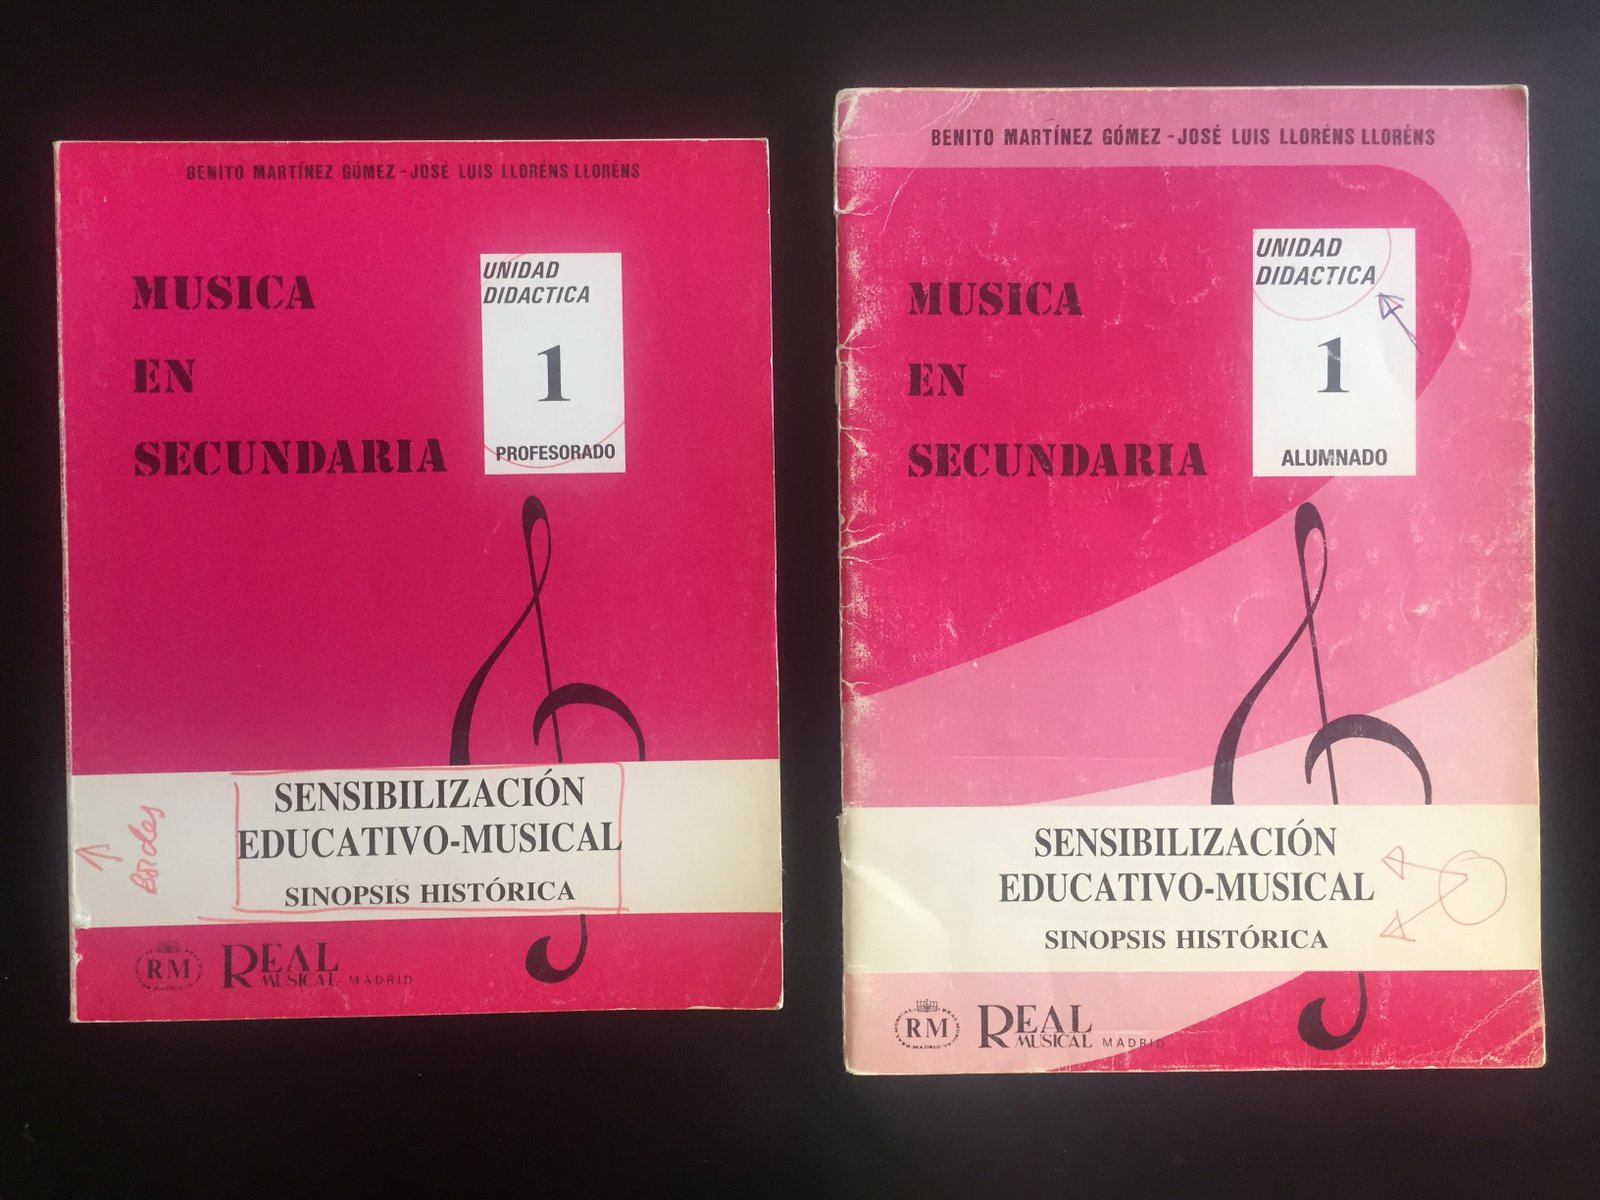 BENITO MARTÍNEZ GÓMEZ - JOSÉ LUIS LLORÉNS LLORÉNS
MUSICA
EN
SECUNDARIA
UNIDAD
DIDACTICA
1
PROFESORADO
SENSIBILIZACIÓN
EDUCATIVO-MUSICAL
SINOPSIS HISTÓRICA
Bordes
RM
REAL
MUSICAL MADRID
BENITO MARTÍNEZ GÓMEZ - JOSÉ LUIS LLORÉNS LLORÉNS
MUSICA
EN
SECUNDARIA
UNIDAD
DIDACTICA
1
ALUMNADO
SENSIBILIZACIÓN
EDUCATIVO-MUSICAL
SINOPSIS HISTÓRICA
RM
REAL
MUSICAL MADRID